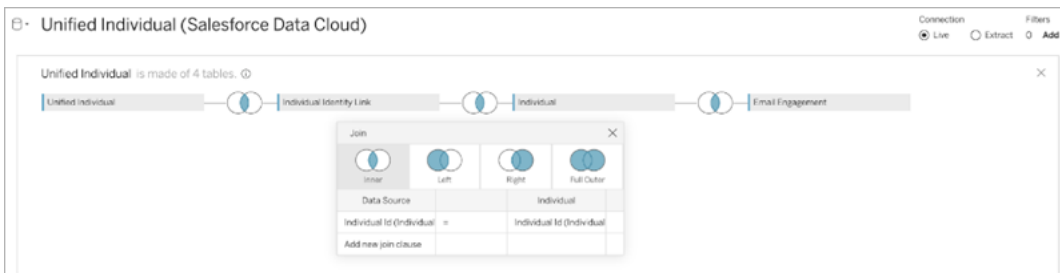 Unified Individual (Salesforce Data Cloud)
Connection
Filters
Live
Extract
0
Add
Unified Individual is made of 4 tables.
Unified Individual
Individual Identity Link
Individual
Email Engagement
Join
Inner
Left
Right
Full Outer
Data Source
Individual
Individual Id (Individual
=
Individual Id (Individual
Add new join clause